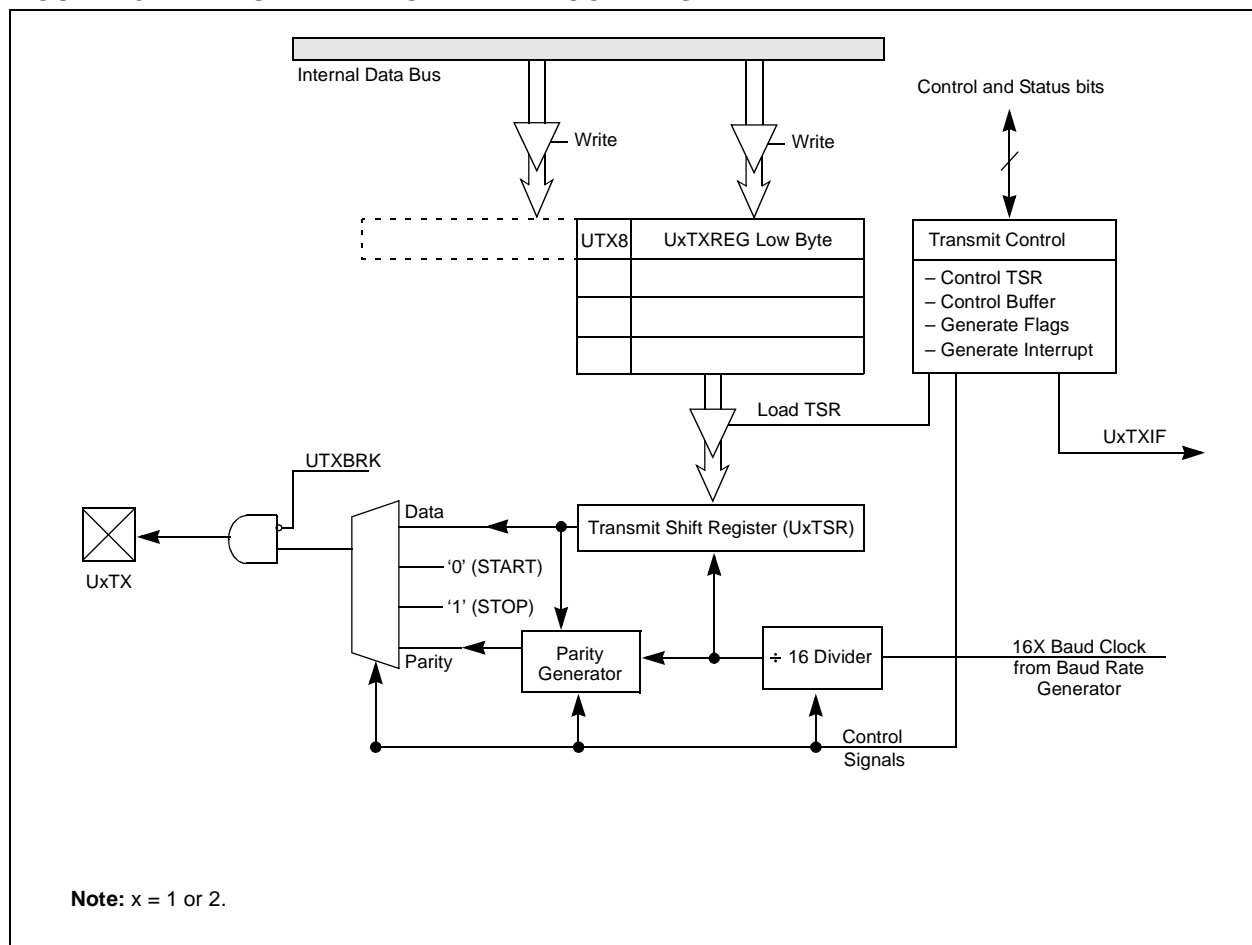 Internal Data Bus
Control and Status bits
Write
Write
UTX8
UxTXREG Low Byte
Transmit Control
– Control TSR
– Control Buffer
– Generate Flags
– Generate Interrupt
Load TSR
UxTXIF
UTXBRK
Data
Transmit Shift Register (UxTSR)
UxTX
‘0’ (START)
‘1’ (STOP)
Parity
Parity
Generator
÷ 16 Divider
16X Baud Clock
from Baud Rate
Generator
Control
Signals
Note: x = 1 or 2.